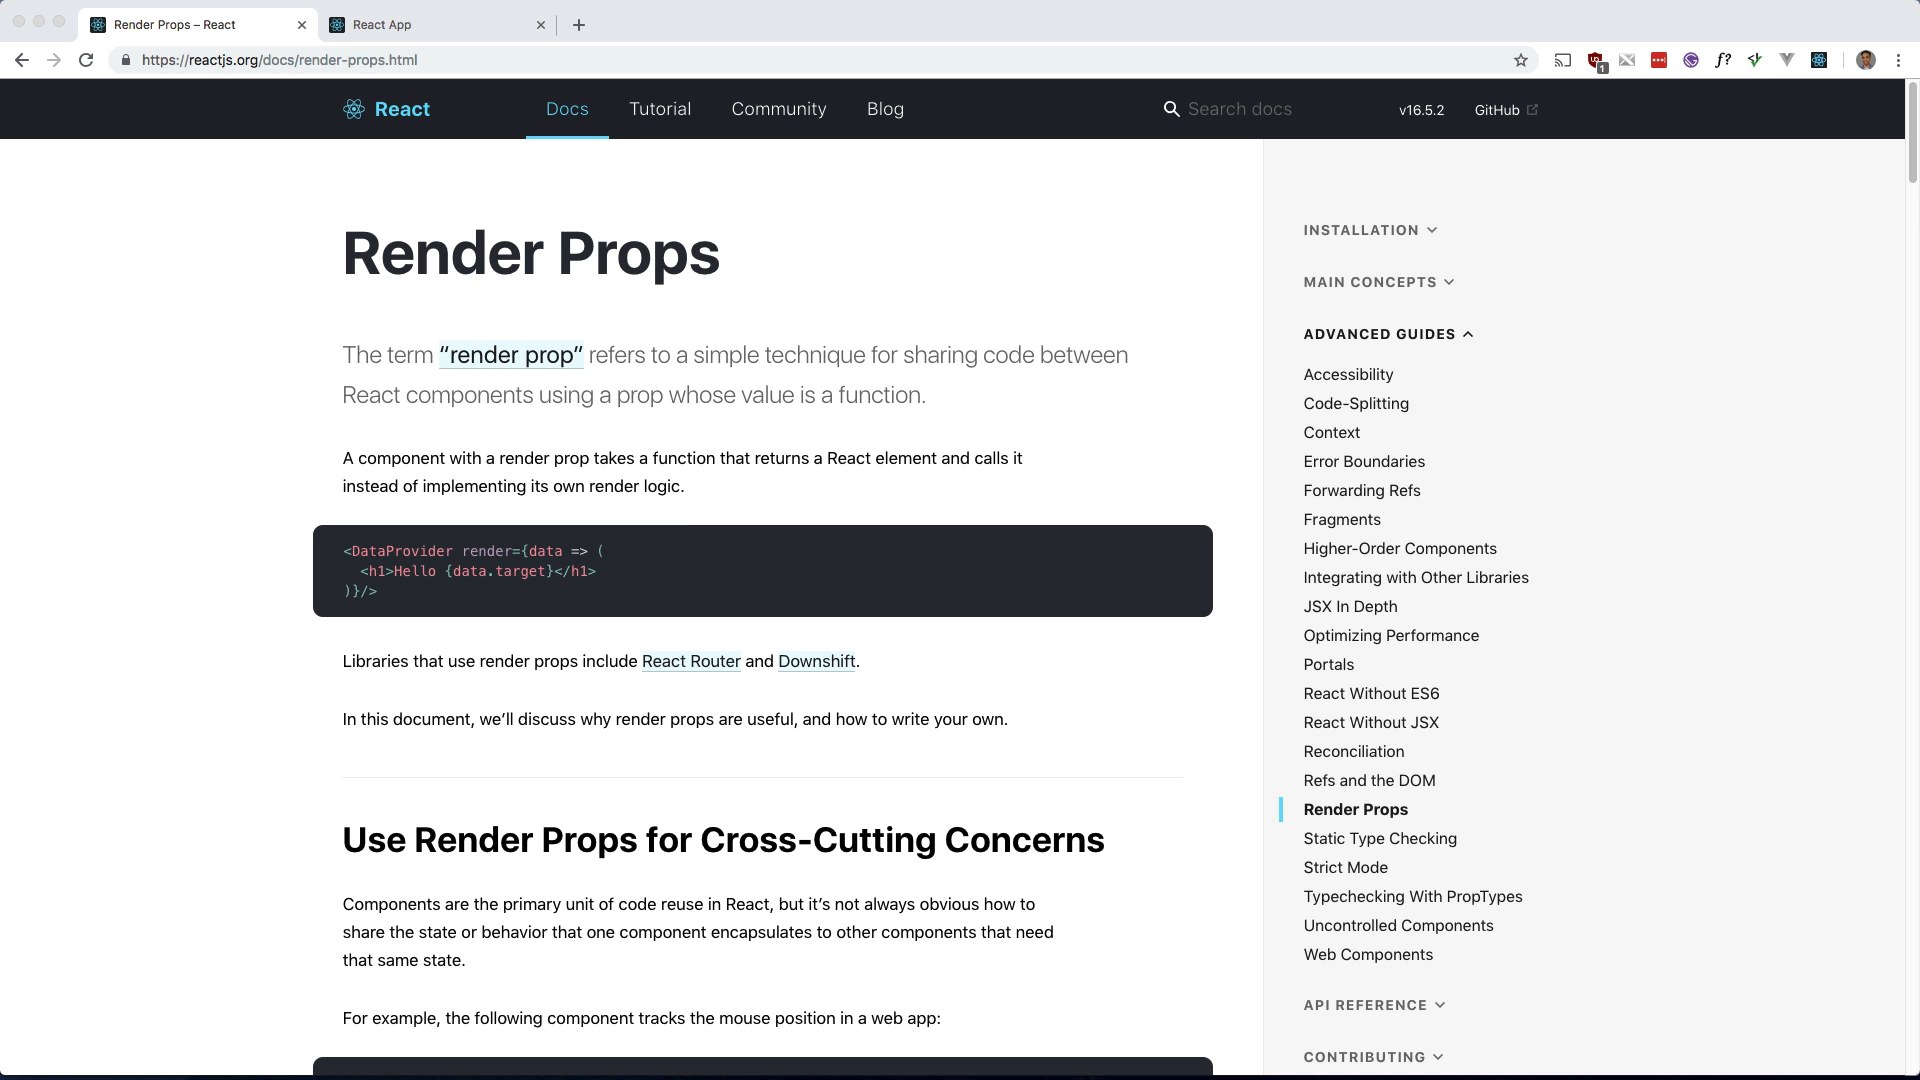 Render Props – React
React App
https://reactjs.org/docs/render-props.html
1
f?
React
Docs
Tutorial
Community
Blog
Search docs
v16.5.2
GitHub
Render Props
The term “render prop” refers to a simple technique for sharing code between
React components using a prop whose value is a function.
A component with a render prop takes a function that returns a React element and calls it
instead of implementing its own render logic.
<DataProvider render={data => (
<h1>Hello {data.target}</h1>
)}/>
Libraries that use render props include React Router and Downshift.
In this document, we’ll discuss why render props are useful, and how to write your own.
Use Render Props for Cross-Cutting Concerns
Components are the primary unit of code reuse in React, but it’s not always obvious how to
share the state or behavior that one component encapsulates to other components that need
that same state.
For example, the following component tracks the mouse position in a web app:
INSTALLATION
MAIN CONCEPTS
ADVANCED GUIDES
Accessibility
Code-Splitting
Context
Error Boundaries
Forwarding Refs
Fragments
Higher-Order Components
Integrating with Other Libraries
JSX In Depth
Optimizing Performance
Portals
React Without ES6
React Without JSX
Reconciliation
Refs and the DOM
Render Props
Static Type Checking
Strict Mode
Typechecking With PropTypes
Uncontrolled Components
Web Components
API REFERENCE
CONTRIBUTING